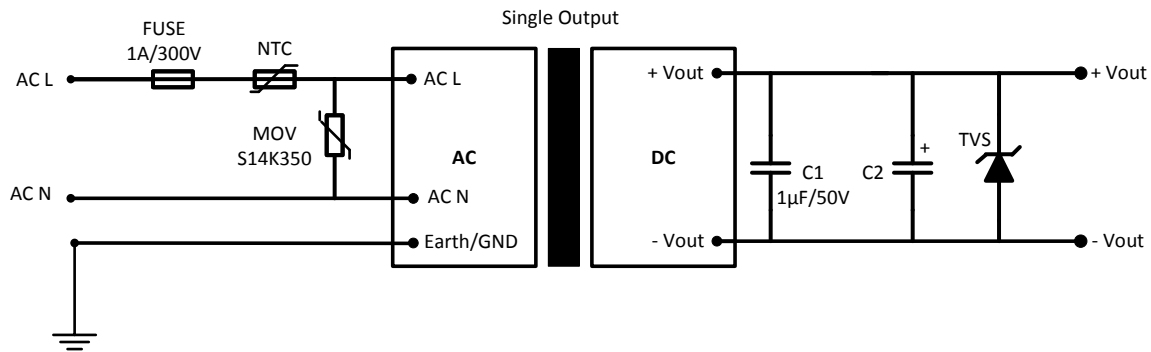 Single Output
FUSE
1A/300V
NTC
AC L
AC L
MOV
S14K350
AC
AC N
AC N
Earth/GND
+ Vout
+ Vout
DC
TVS
+
C1
1µF/50V
C2
- Vout
- Vout